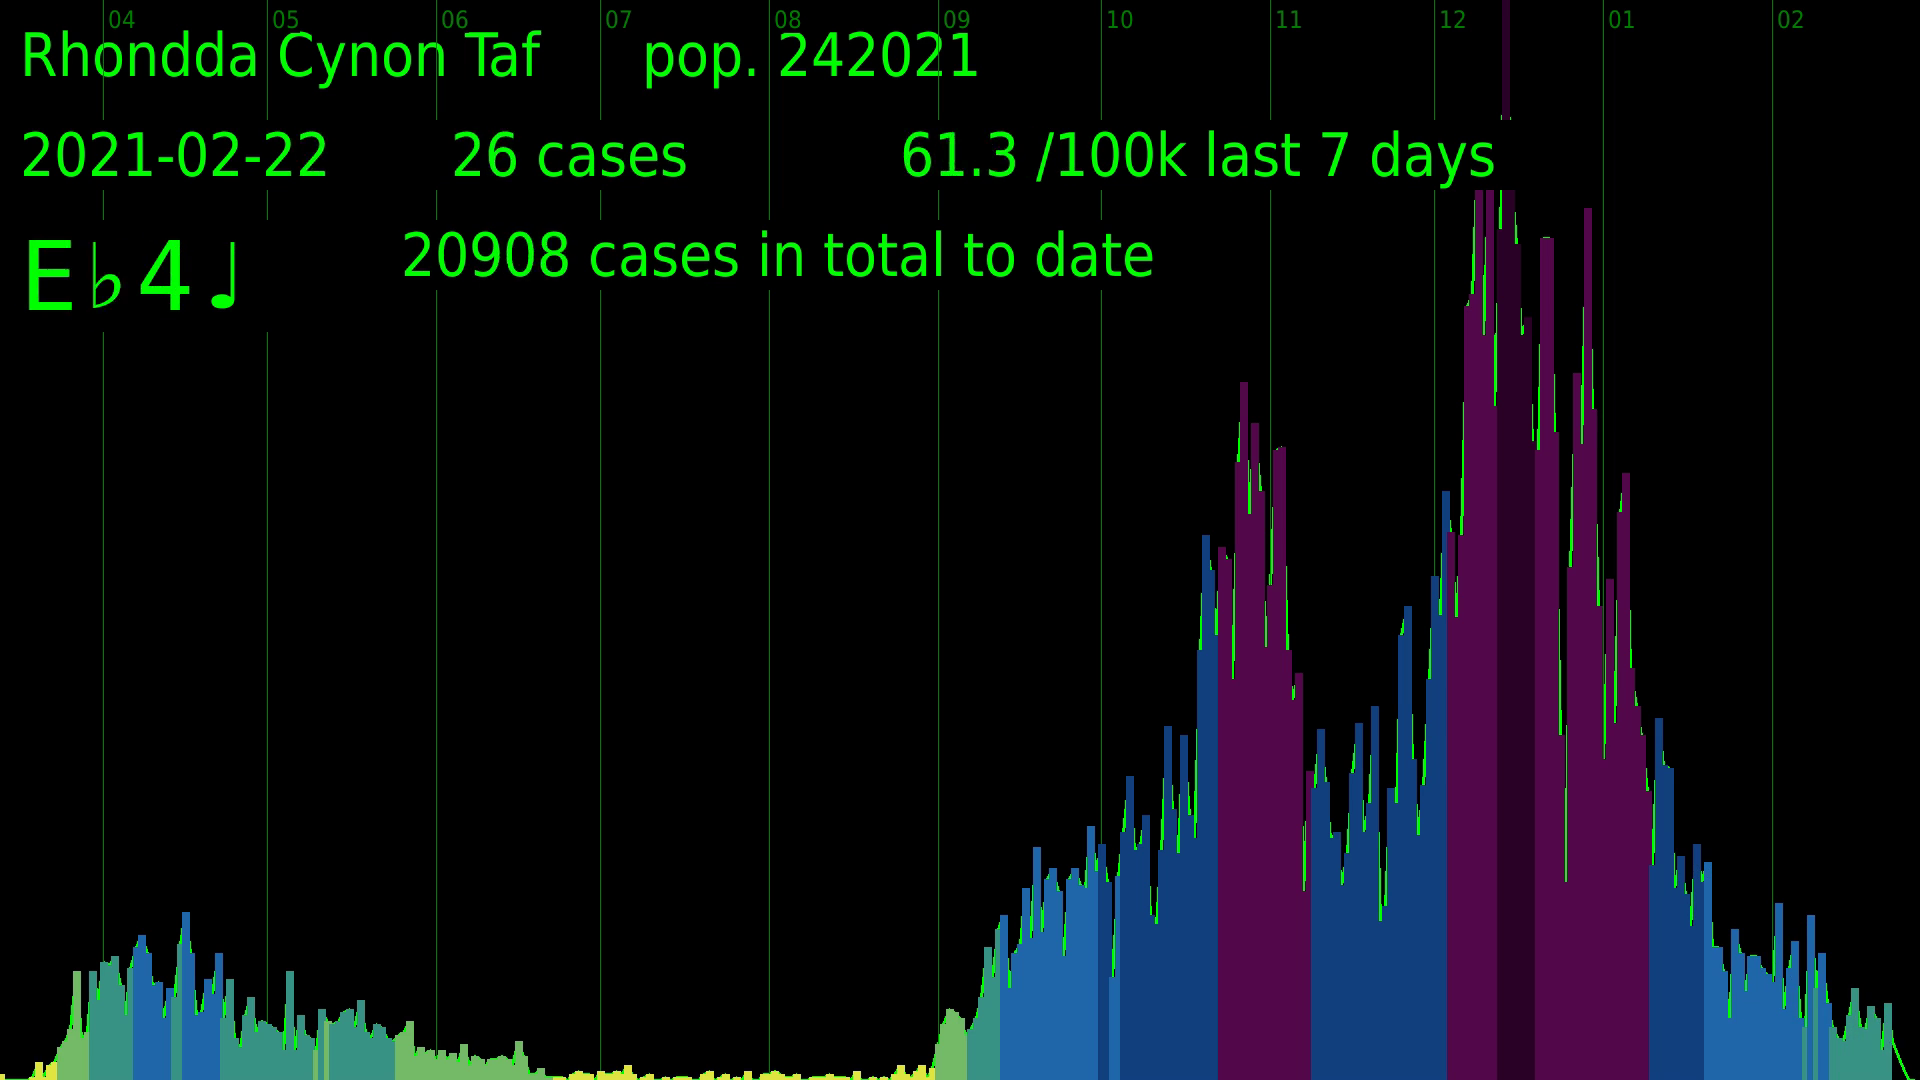 04 05 06 07 08 09 10 11 12 01 02
Rhondda Cynon Taf pop. 242021
2021-02-22 26 cases 61.3 /100k last 7 days
E♭4♩ 20908 cases in total to date